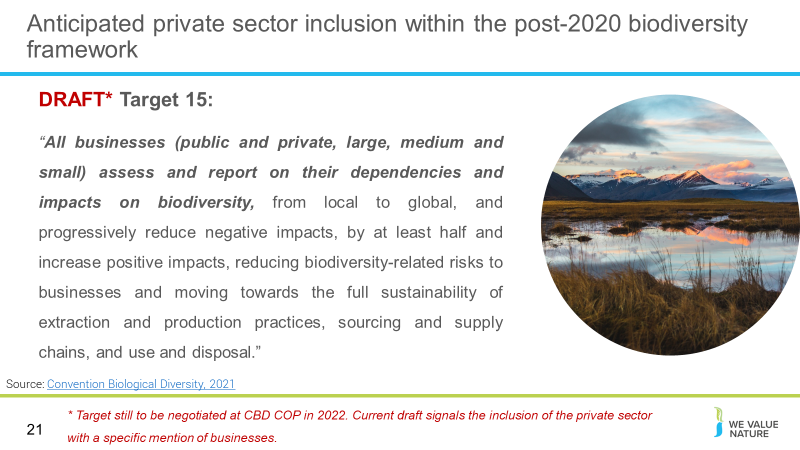 Anticipated private sector inclusion within the post-2020 biodiversity
framework
DRAFT* Target 15:
“All businesses (public and private, large, medium and
small) assess and report on their dependencies and
impacts on biodiversity, from local to global, and
progressively reduce negative impacts, by at least half and
increase positive impacts, reducing biodiversity-related risks to
businesses and moving towards the full sustainability of
extraction and production practices, sourcing and supply
chains, and use and disposal.”
Source: Convention Biological Diversity, 2021
* Target still to be negotiated at CBD COP in 2022. Current draft signals the inclusion of the private sector
with a specific mention of businesses.
21
WE VALUE
NATURE